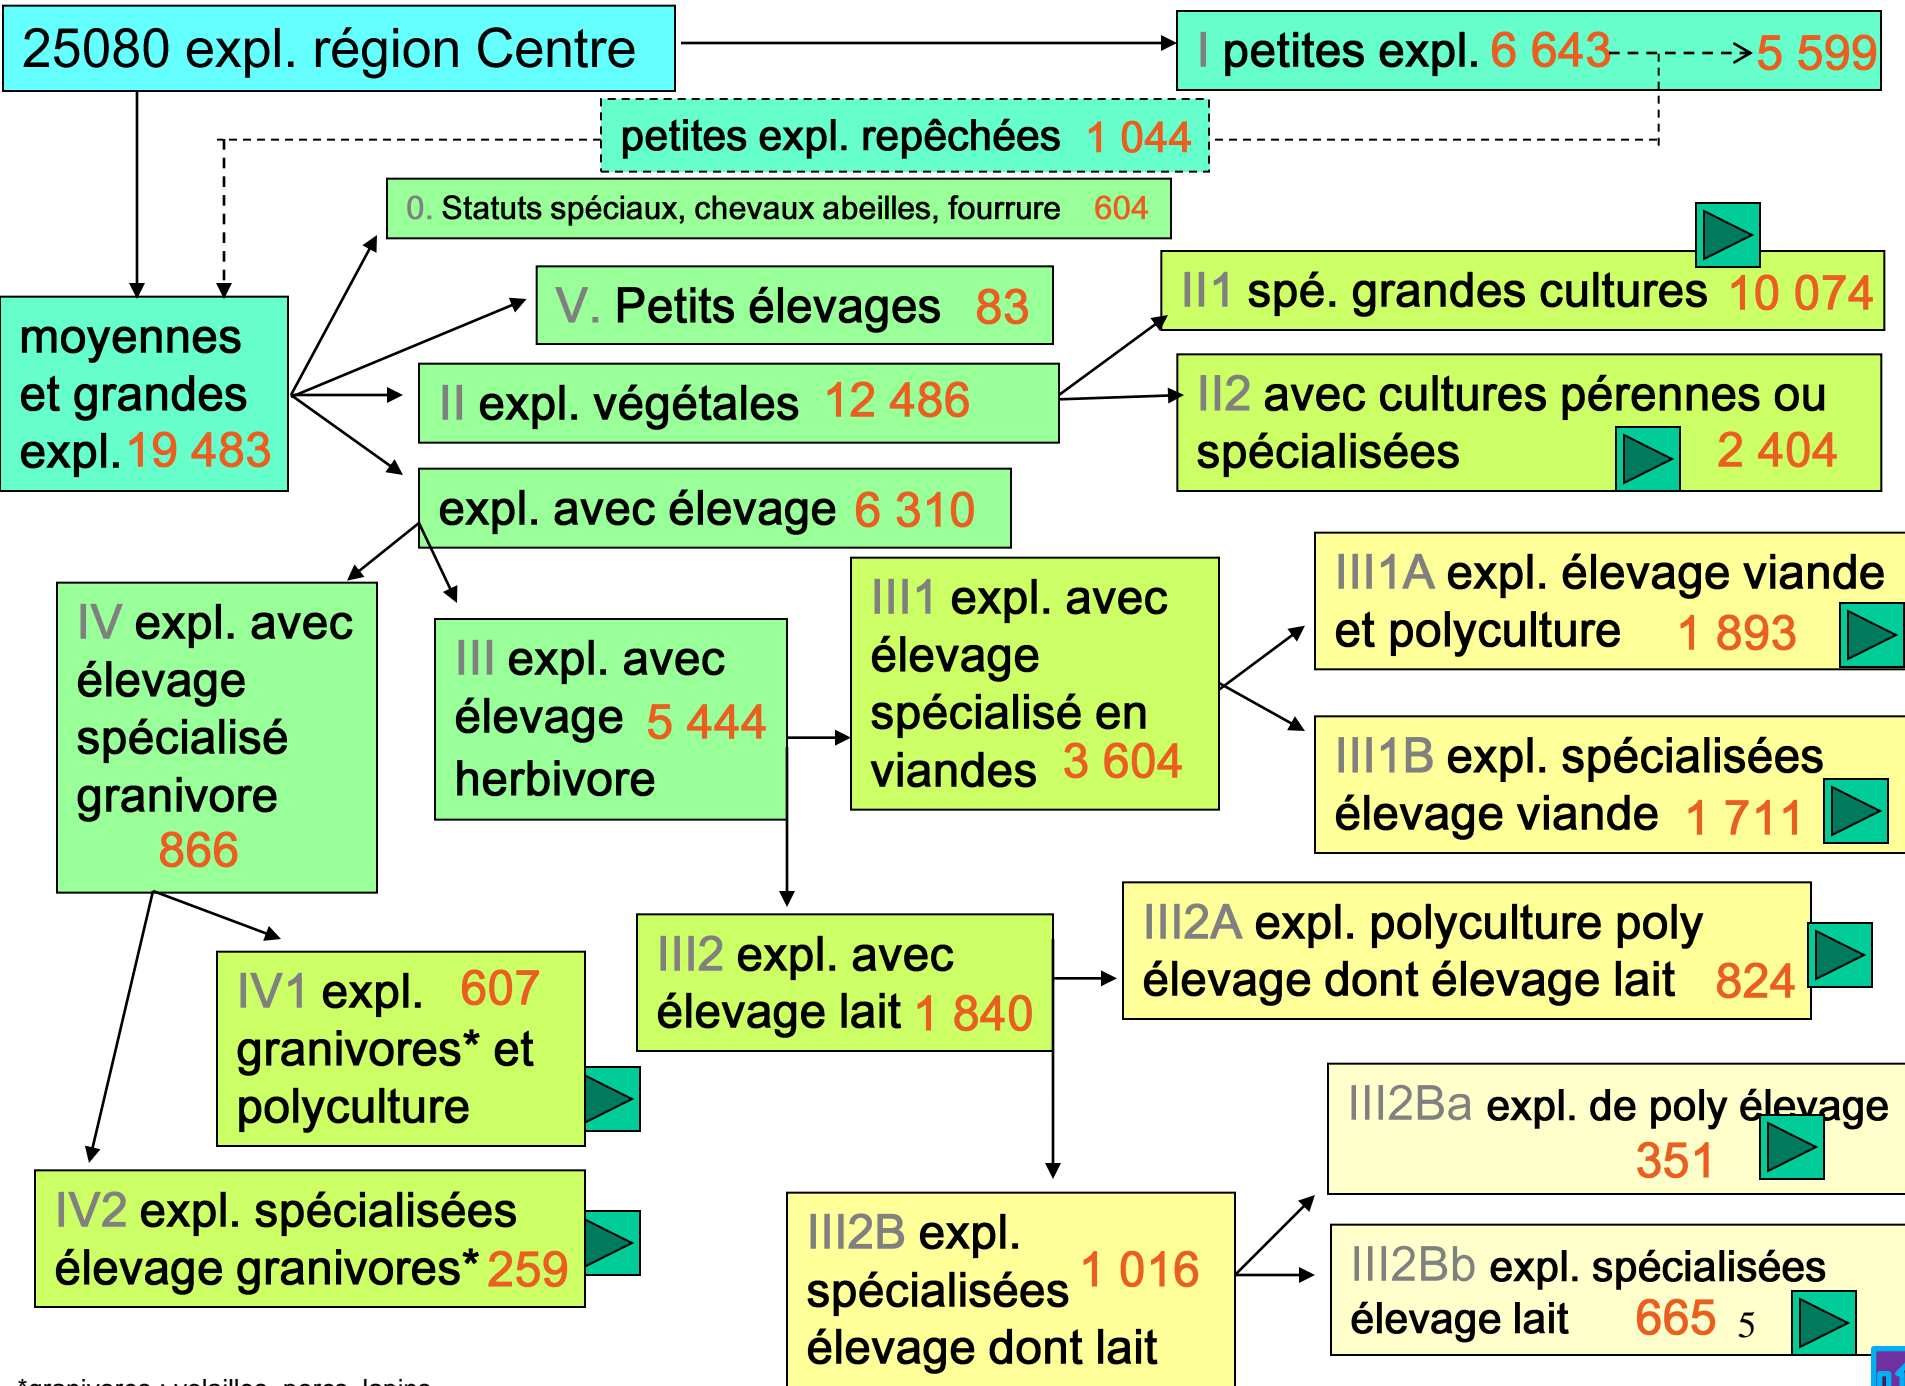 25080 expl. région Centre
I petites expl. 6 643 5 599
petites expl. repêchées 1 044
0. Statuts spéciaux, chevaux abeilles, fourrure 604
V. Petits élevages 83
II1 spé. grandes cultures 10 074
moyennes
et grandes
expl. 19 483
II expl. végétales 12 486
II2 avec cultures pérennes ou
spécialisées 2 404
expl. avec élevage 6 310
IV expl. avec
élevage
spécialisé
granivore
866
III expl. avec
élevage 5 444
herbivore
III1 expl. avec
élevage
spécialisé en
viandes 3 604
III1A expl. élevage viande
et polyculture 1 893
III1B expl. spécialisées
élevage viande 1 711
III2 expl. avec
élevage lait 1 840
III2A expl. polyculture poly
élevage dont élevage lait 824
IV1 expl. 607
granivores* et
polyculture
IV2 expl. spécialisées
élevage granivores* 259
III2B expl.
spécialisées 1 016
élevage dont lait
III2Ba expl. de poly élevage
351
III2Bb expl. spécialisées
élevage lait 665
5
*granivores : volailles, porcs, lapins